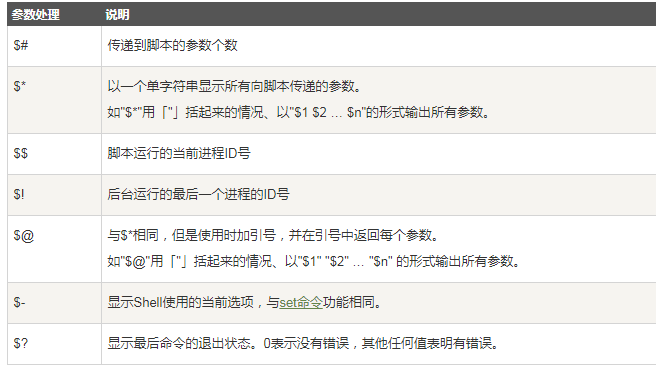 参数处理 说明
$# 传递到脚本的参数个数
$* 以一个单字符串显示所有向脚本传递的参数。
如"$*"用「"」括起来的情况、以"$1 $2 … $n"的形式输出所有参数。
$$ 脚本运行的当前进程ID号
$! 后台运行的最后一个进程的ID号
$@ 与$*相同，但是使用时加引号，并在引号中返回每个参数。
如"$@"用「"」括起来的情况、以"$1" "$2" … "$n" 的形式输出所有参数。
$- 显示Shell使用的当前选项，与set命令功能相同。
$? 显示最后命令的退出状态。0表示没有错误，其他任何值表明有错误。